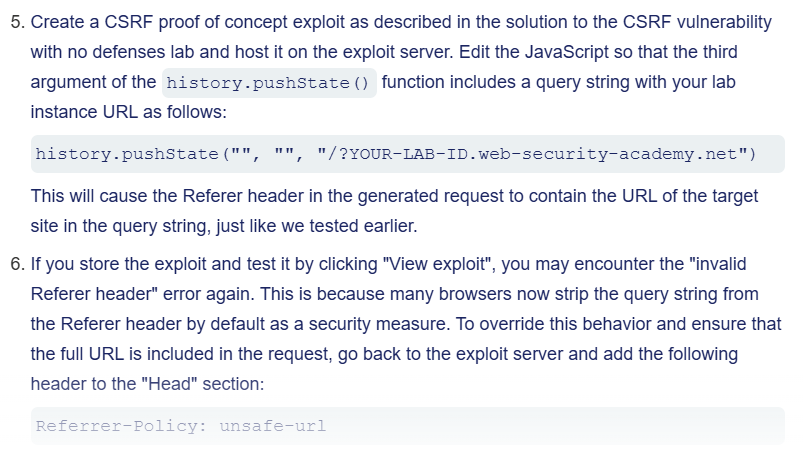 5. Create a CSRF proof of concept exploit as described in the solution to the CSRF vulnerability
with no defenses lab and host it on the exploit server. Edit the JavaScript so that the third
argument of the history.pushState() function includes a query string with your lab
instance URL as follows:
history.pushState("", "", "/?YOUR-LAB-ID.web-security-academy.net")
This will cause the Referer header in the generated request to contain the URL of the target
site in the query string, just like we tested earlier.
6. If you store the exploit and test it by clicking "View exploit", you may encounter the "invalid
Referer header" error again. This is because many browsers now strip the query string from
the Referer header by default as a security measure. To override this behavior and ensure that
the full URL is included in the request, go back to the exploit server and add the following
header to the "Head" section:
Referrer-Policy: unsafe-url